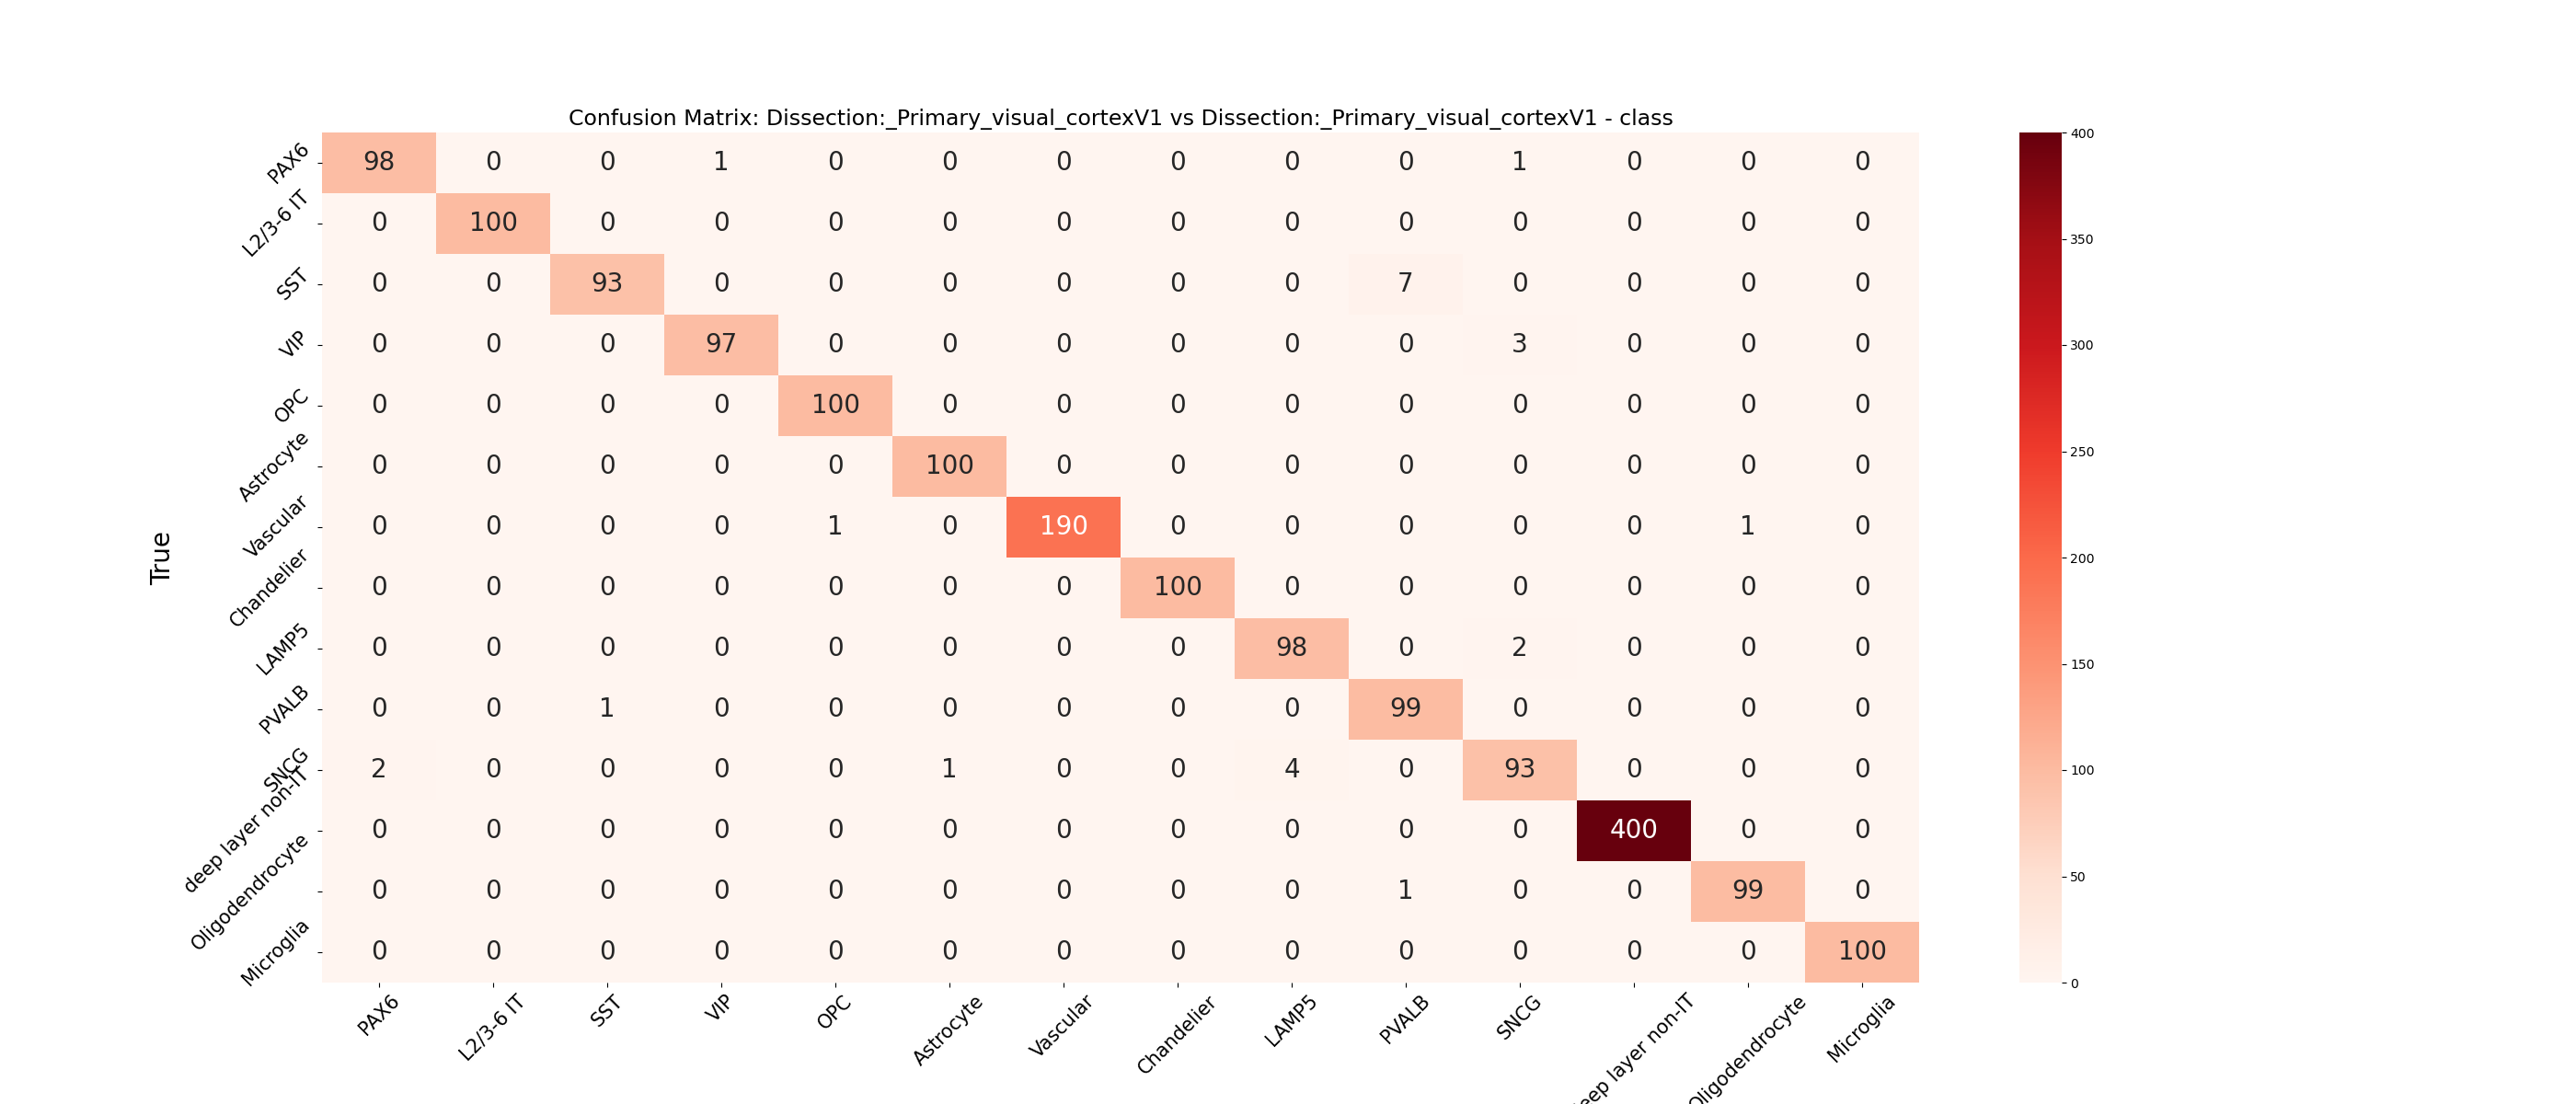 Confusion Matrix: Dissection:_Primary_visual_cortexV1 vs Dissection:_Primary_visual_cortexV1 - class
PAX6 98 0 0 1 0 0 0 0 0 0 1 0 0 0
L2/3-6 IT 0 100 0 0 0 0 0 0 0 0 0 0 0 0
SST 0 0 93 0 0 0 0 0 0 7 0 0 0 0
VIP 0 0 0 97 0 0 0 0 0 0 3 0 0 0
OPC 0 0 0 0 100 0 0 0 0 0 0 0 0 0
Astrocyte 0 0 0 0 0 100 0 0 0 0 0 0 0 0
Vascular 0 0 0 0 1 0 190 0 0 0 0 0 1 0
Chandelier 0 0 0 0 0 0 0 100 0 0 0 0 0 0
LAMP5 0 0 0 0 0 0 0 0 98 0 2 0 0 0
PVALB 0 0 1 0 0 0 0 0 0 99 0 0 0 0
SNCG 2 0 0 0 0 1 0 0 4 0 93 0 0 0
deep layer non-IT 0 0 0 0 0 0 0 0 0 0 0 400 0 0
Oligodendrocyte 0 0 0 0 0 0 0 0 0 1 0 0 99 0
Microglia 0 0 0 0 0 0 0 0 0 0 0 0 0 100
True
PAX6 L2/3-6 IT SST VIP OPC Astrocyte Vascular Chandelier LAMP5 PVALB SNCG eep layer non-IT Oligodendrocyte Microglia
400
350
300
250
200
150
100
50
0